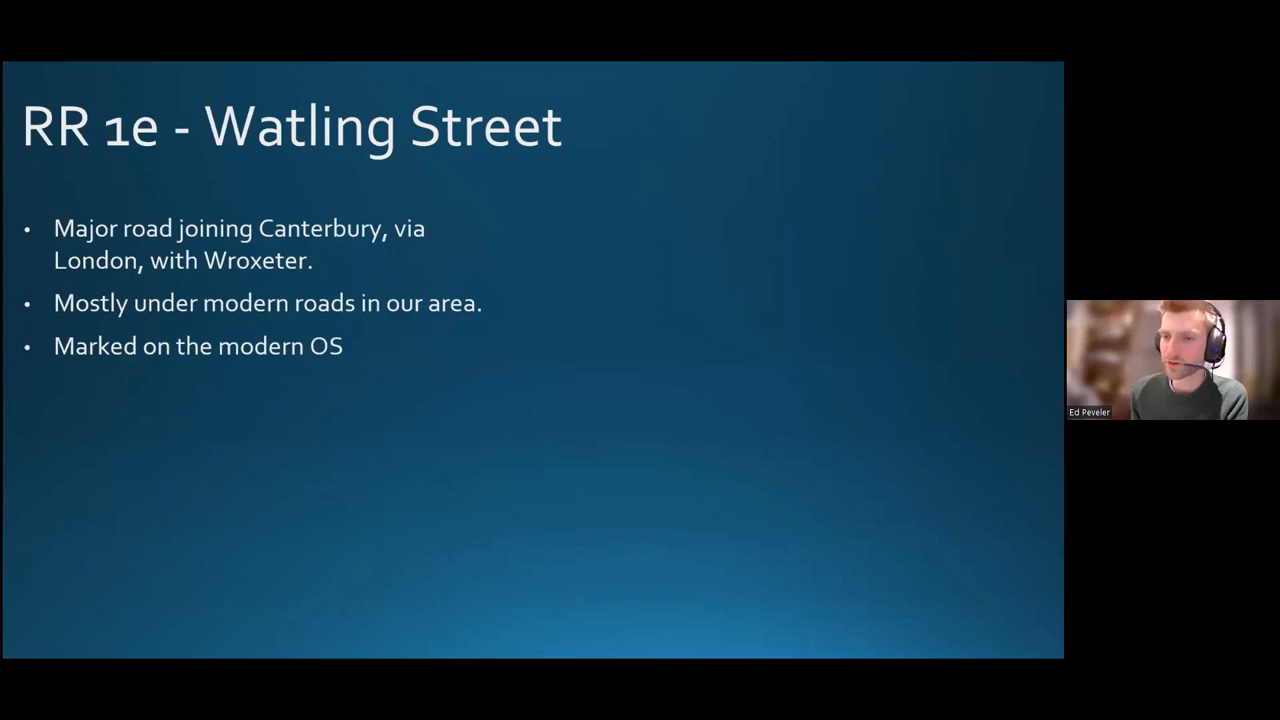 RR 1e - Watling Street
• Major road joining Canterbury, via
London, with Wroxeter.
• Mostly under modern roads in our area.
• Marked on the modern OS
Ed Peveler